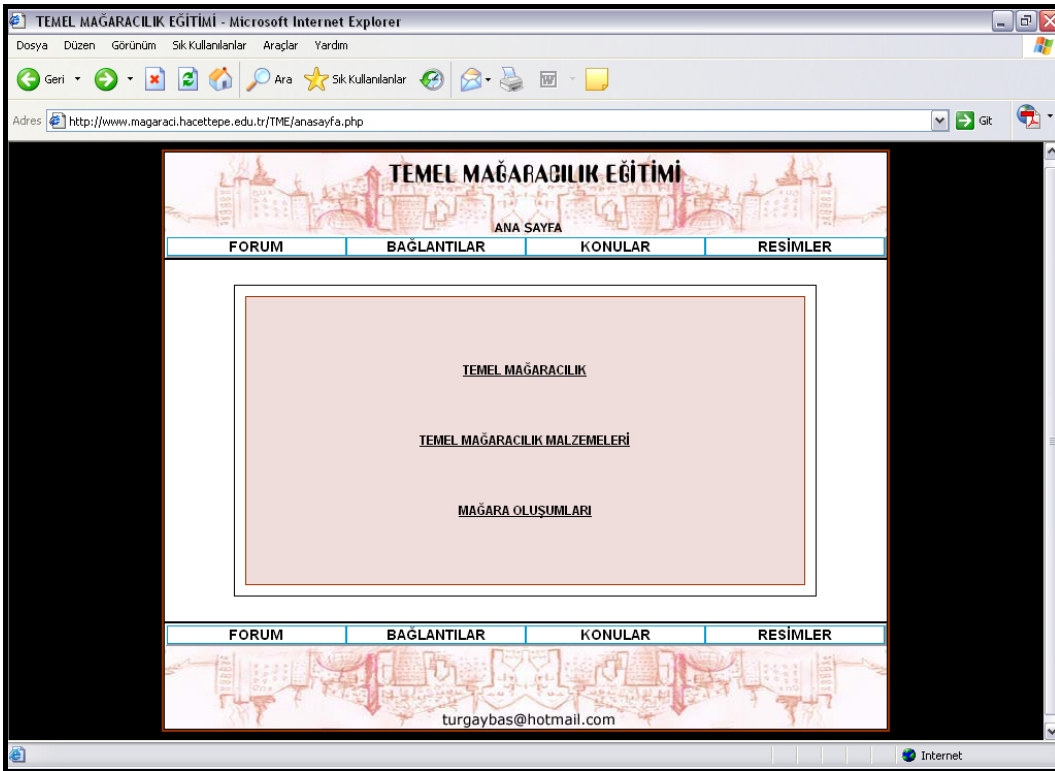 TEMEL MAĞARACILIK EĞİTİMİ - Microsoft Internet Explorer
Dosya Düzen Görünüm Sık Kullanılanlar Araçlar Yardım
Geri Ara Sık Kullanılanlar
Adres http://www.magaraci.hacettepe.edu.tr/TME/anasayfa.php Git
TEMEL MAĞARACILIK EĞİTİMİ
ANA SAYFA
FORUM BAĞLANTILAR KONULAR RESİMLER
TEMEL MAĞARACILIK
TEMEL MAĞARACILIK MALZEMELERİ
MAĞARA OLUŞUMLARI
FORUM BAĞLANTILAR KONULAR RESİMLER
turgaybas@hotmail.com
Internet